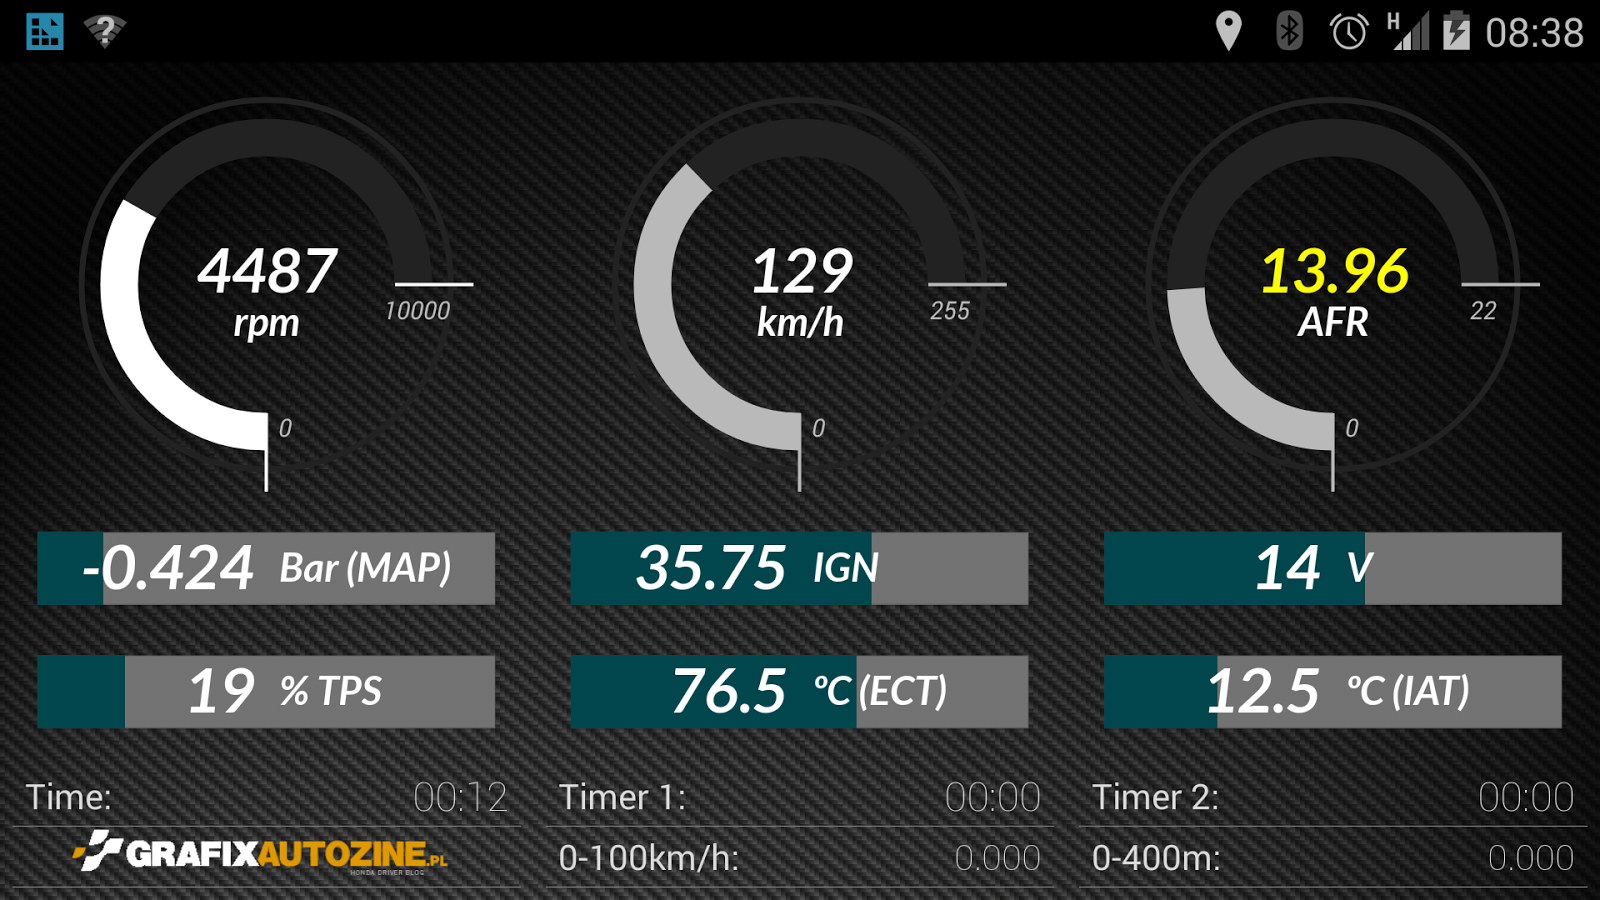 H 08:38
4487
rpm
10000
0
129
km/h
255
0
13.96
AFR
22
0
-0.424 Bar (MAP)
35.75 IGN
14 V
19 % TPS
76.5 ºC (ECT)
12.5 ºC (IAT)
Time: 00:12
Timer 1: 00:00
Timer 2: 00:00
GRAFIXAUTOZINE.PL
HONDA DRIVER BLOG
0-100km/h: 0.000
0-400m: 0.000